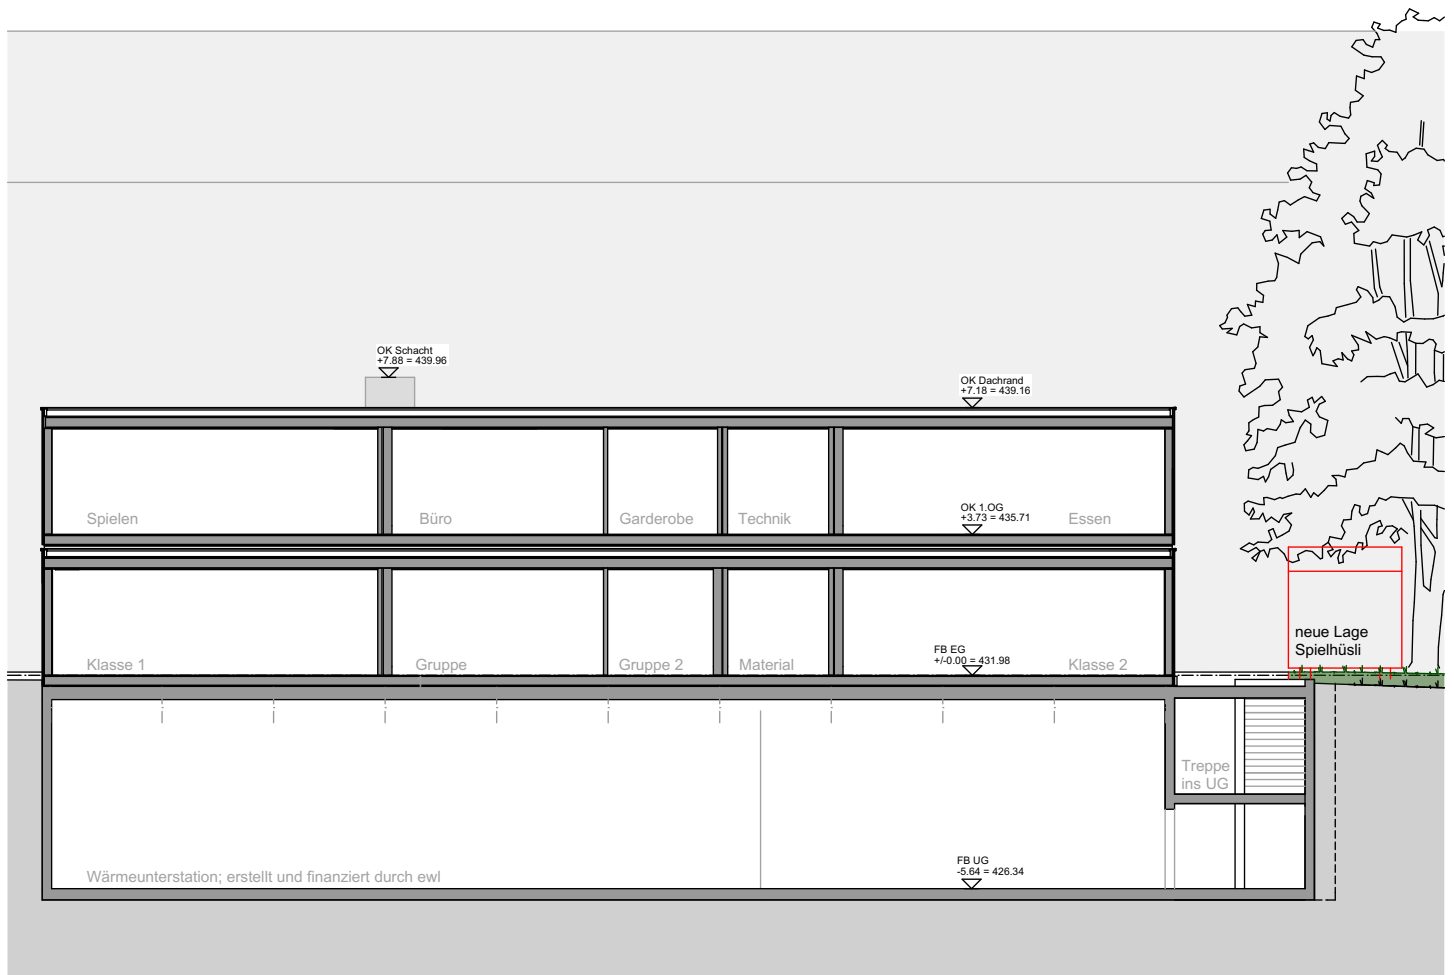 OK Schacht
+7.88 = 439.96
OK Dachrand
+7.18 = 439.16
OK 1.OG
+3.73 = 435.71
Spielen
Büro
Garderobe
Technik
Essen
neue Lage
Spielhüsli
FB EG
+/-0.00 = 431.98
Klasse 1
Gruppe
Gruppe 2
Material
Klasse 2
Treppe
ins UG
FB UG
-5.64 = 426.34
Wärmeunterstation; erstellt und finanziert durch ewl